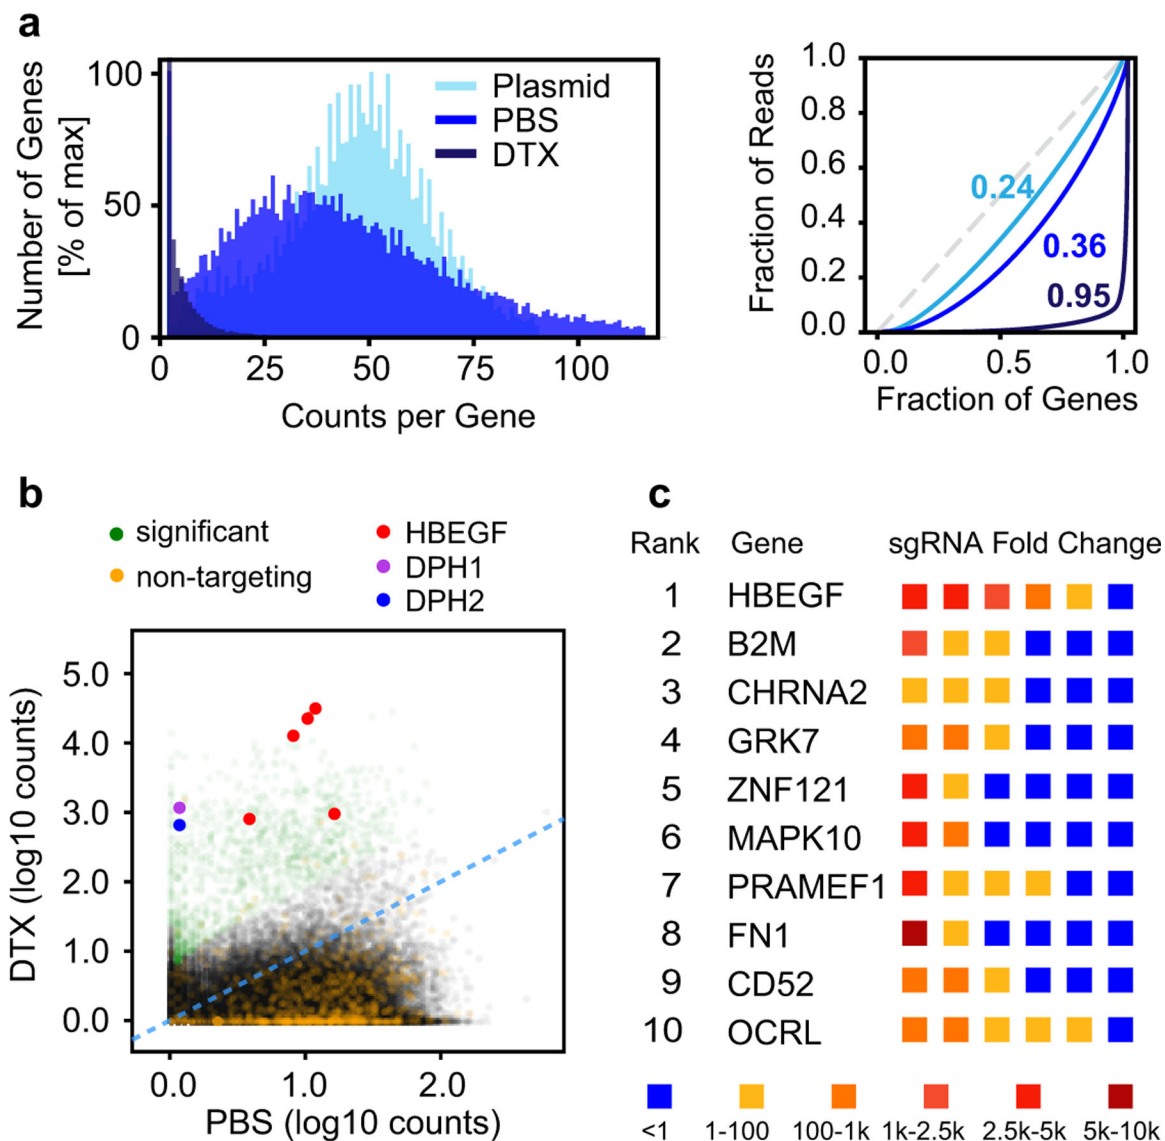 a
Number of Genes
[% of max]
100
50
0
0 25 50 75 100
Counts per Gene
Plasmid
PBS
DTX
Fraction of Reads
1.0
0.8
0.6
0.4
0.2
0.0
0.24
0.36
0.95
0.0 0.5 1.0
Fraction of Genes
b
significant
non-targeting
HBEGF
DPH1
DPH2
DTX (log10 counts)
5.0
4.0
3.0
2.0
1.0
0.0
0.0 1.0 2.0
PBS (log10 counts)
c
Rank Gene sgRNA Fold Change
1 HBEGF
2 B2M
3 CHRNA2
4 GRK7
5 ZNF121
6 MAPK10
7 PRAMEF1
8 FN1
9 CD52
10 OCRL
<1 1-100 100-1k 1k-2.5k 2.5k-5k 5k-10k